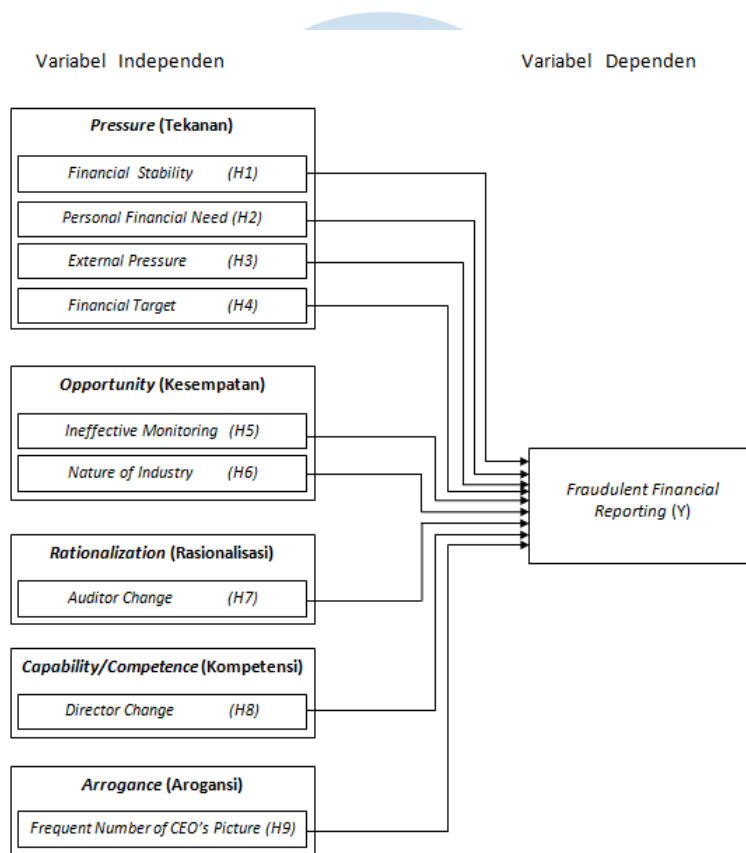 Variabel Independen
Variabel Dependen
Pressure (Tekanan)
Financial Stability (H1)
Personal Financial Need (H2)
External Pressure (H3)
Financial Target (H4)
Opportunity (Kesempatan)
Ineffective Monitoring (H5)
Nature of Industry (H6)
Fraudulent Financial
Reporting (Y)
Rationalization (Rasionalisasi)
Auditor Change (H7)
Capability/Competence (Kompetensi)
Director Change (H8)
Arrogance (Arogansi)
Frequent Number of CEO's Picture (H9)